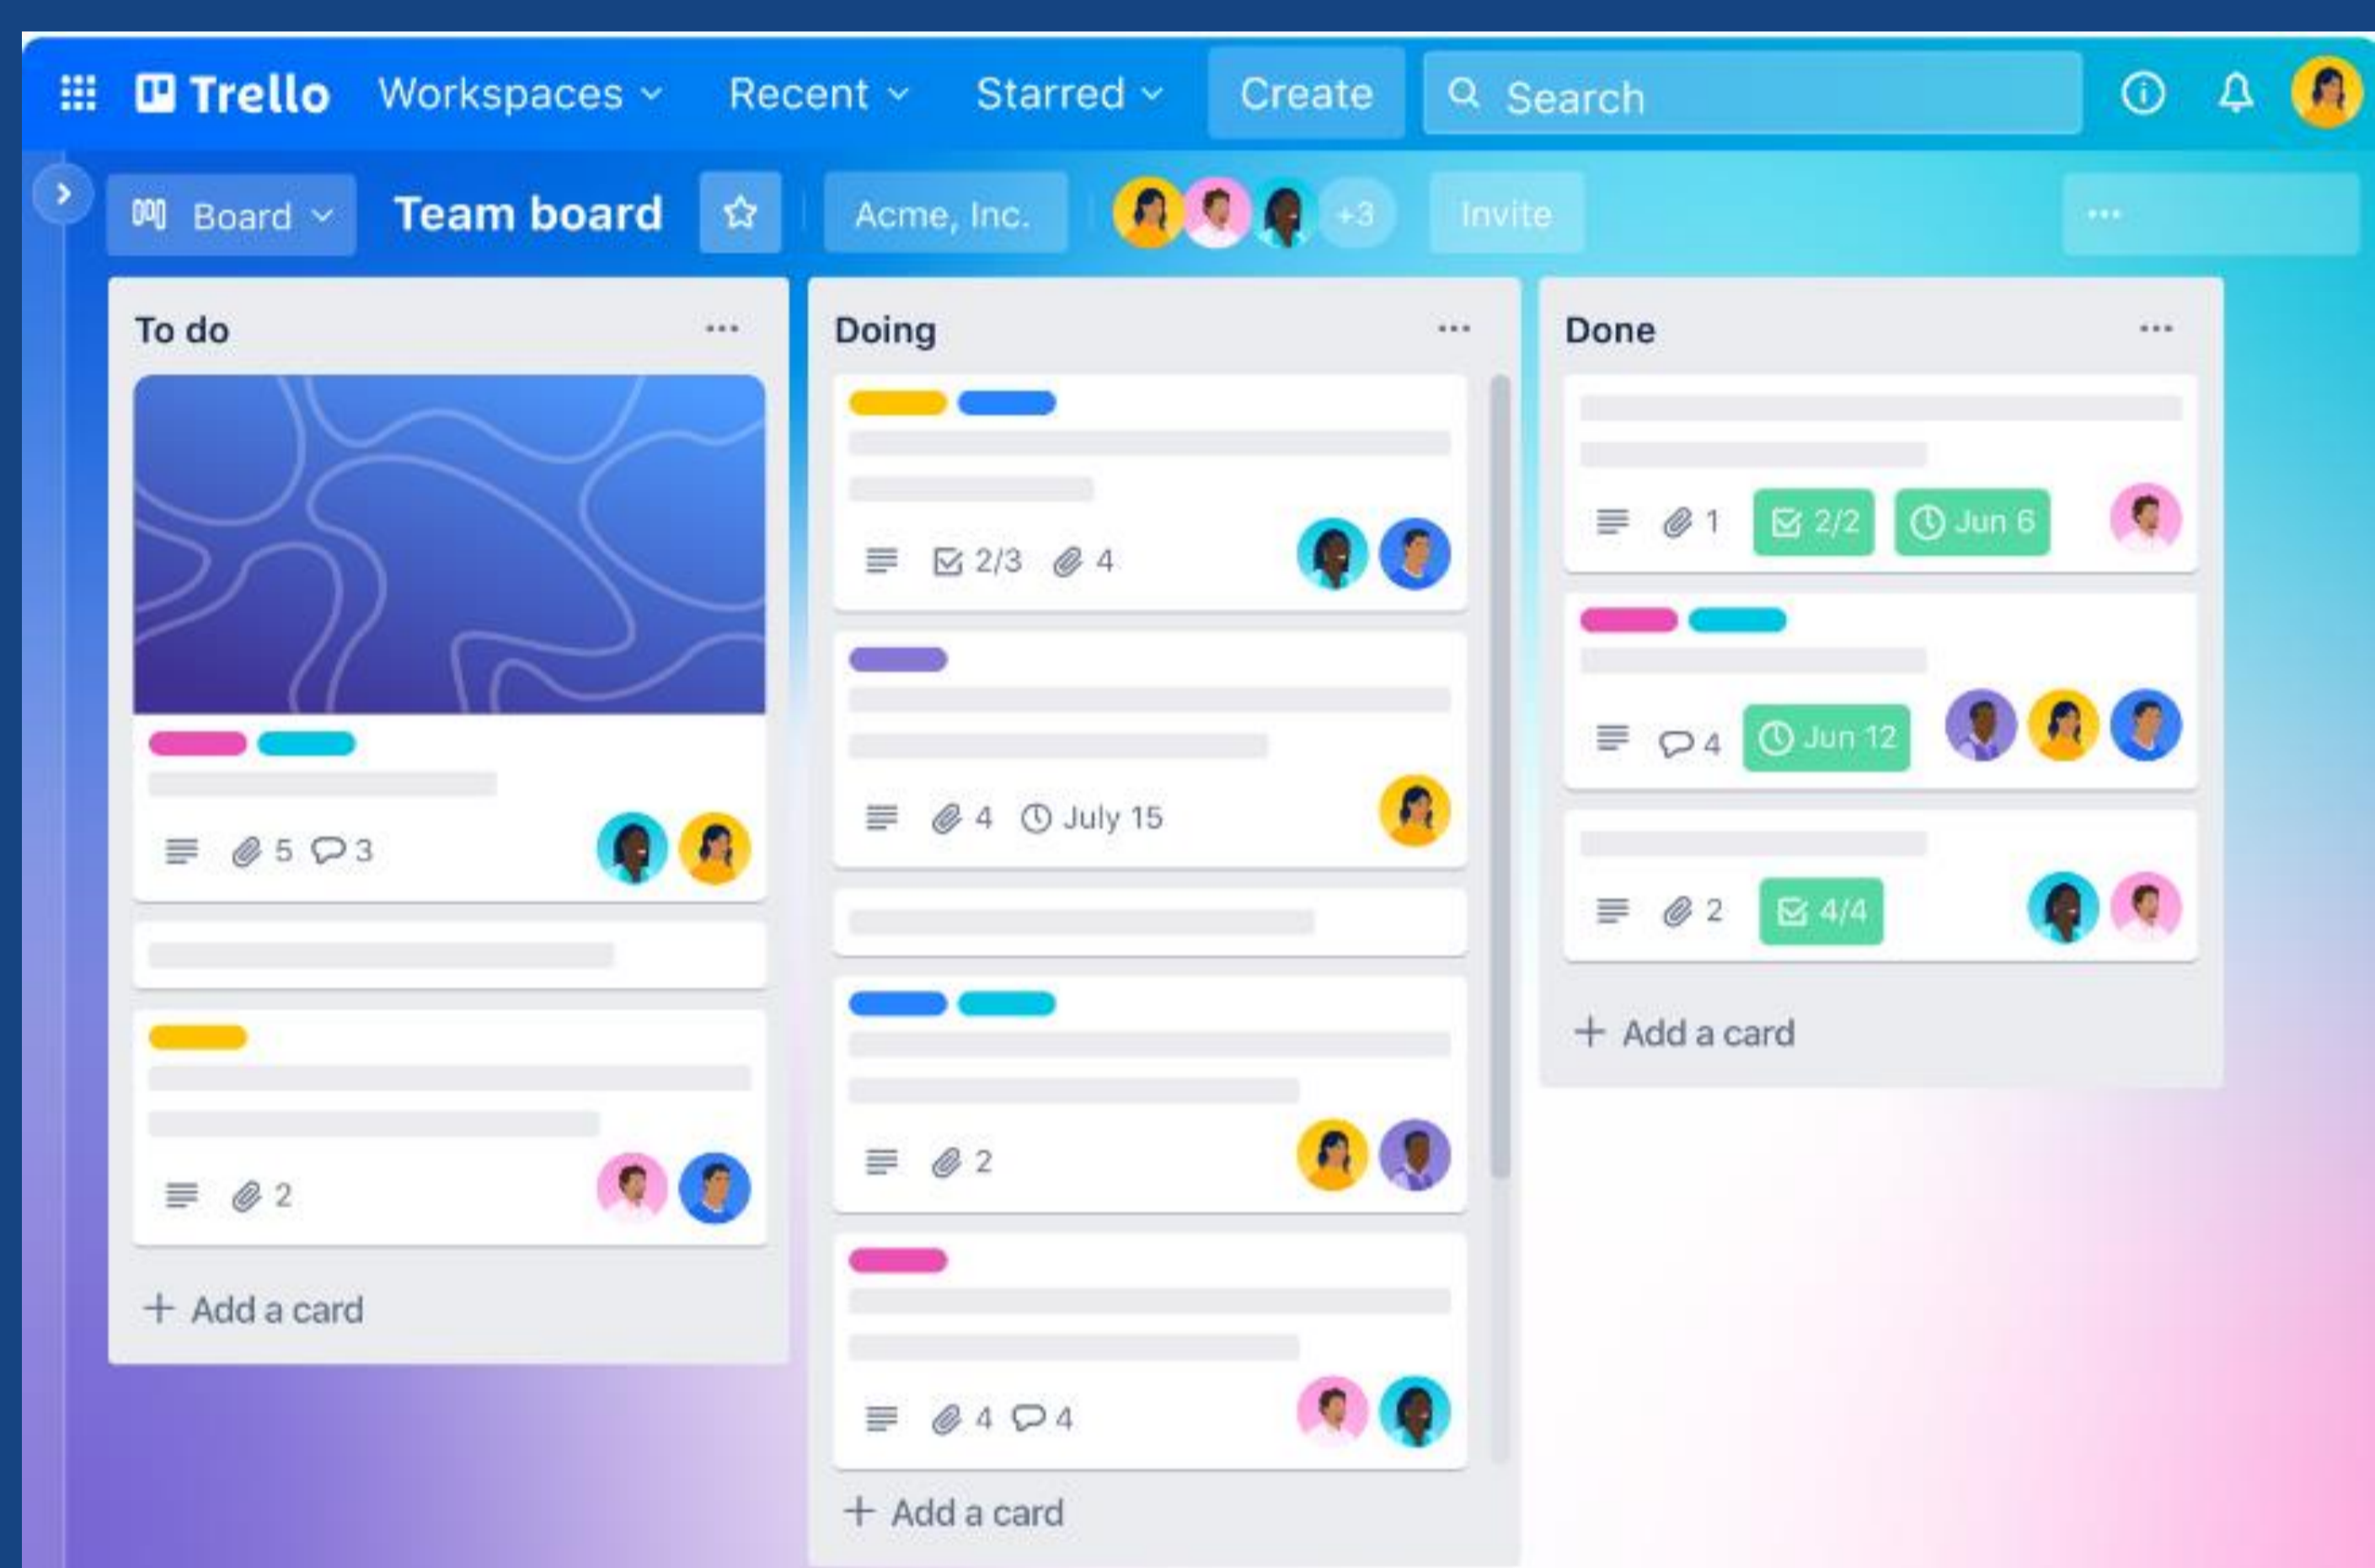 Trello Workspaces Recent Starred Create Search
Board Team board Acme, Inc. +3 Invite
To do
5 3
2
+ Add a card
Doing
2/3 4
4 July 15
2
4 4
+ Add a card
Done
1 2/2 Jun 6
4 Jun 12
2 4/4
+ Add a card